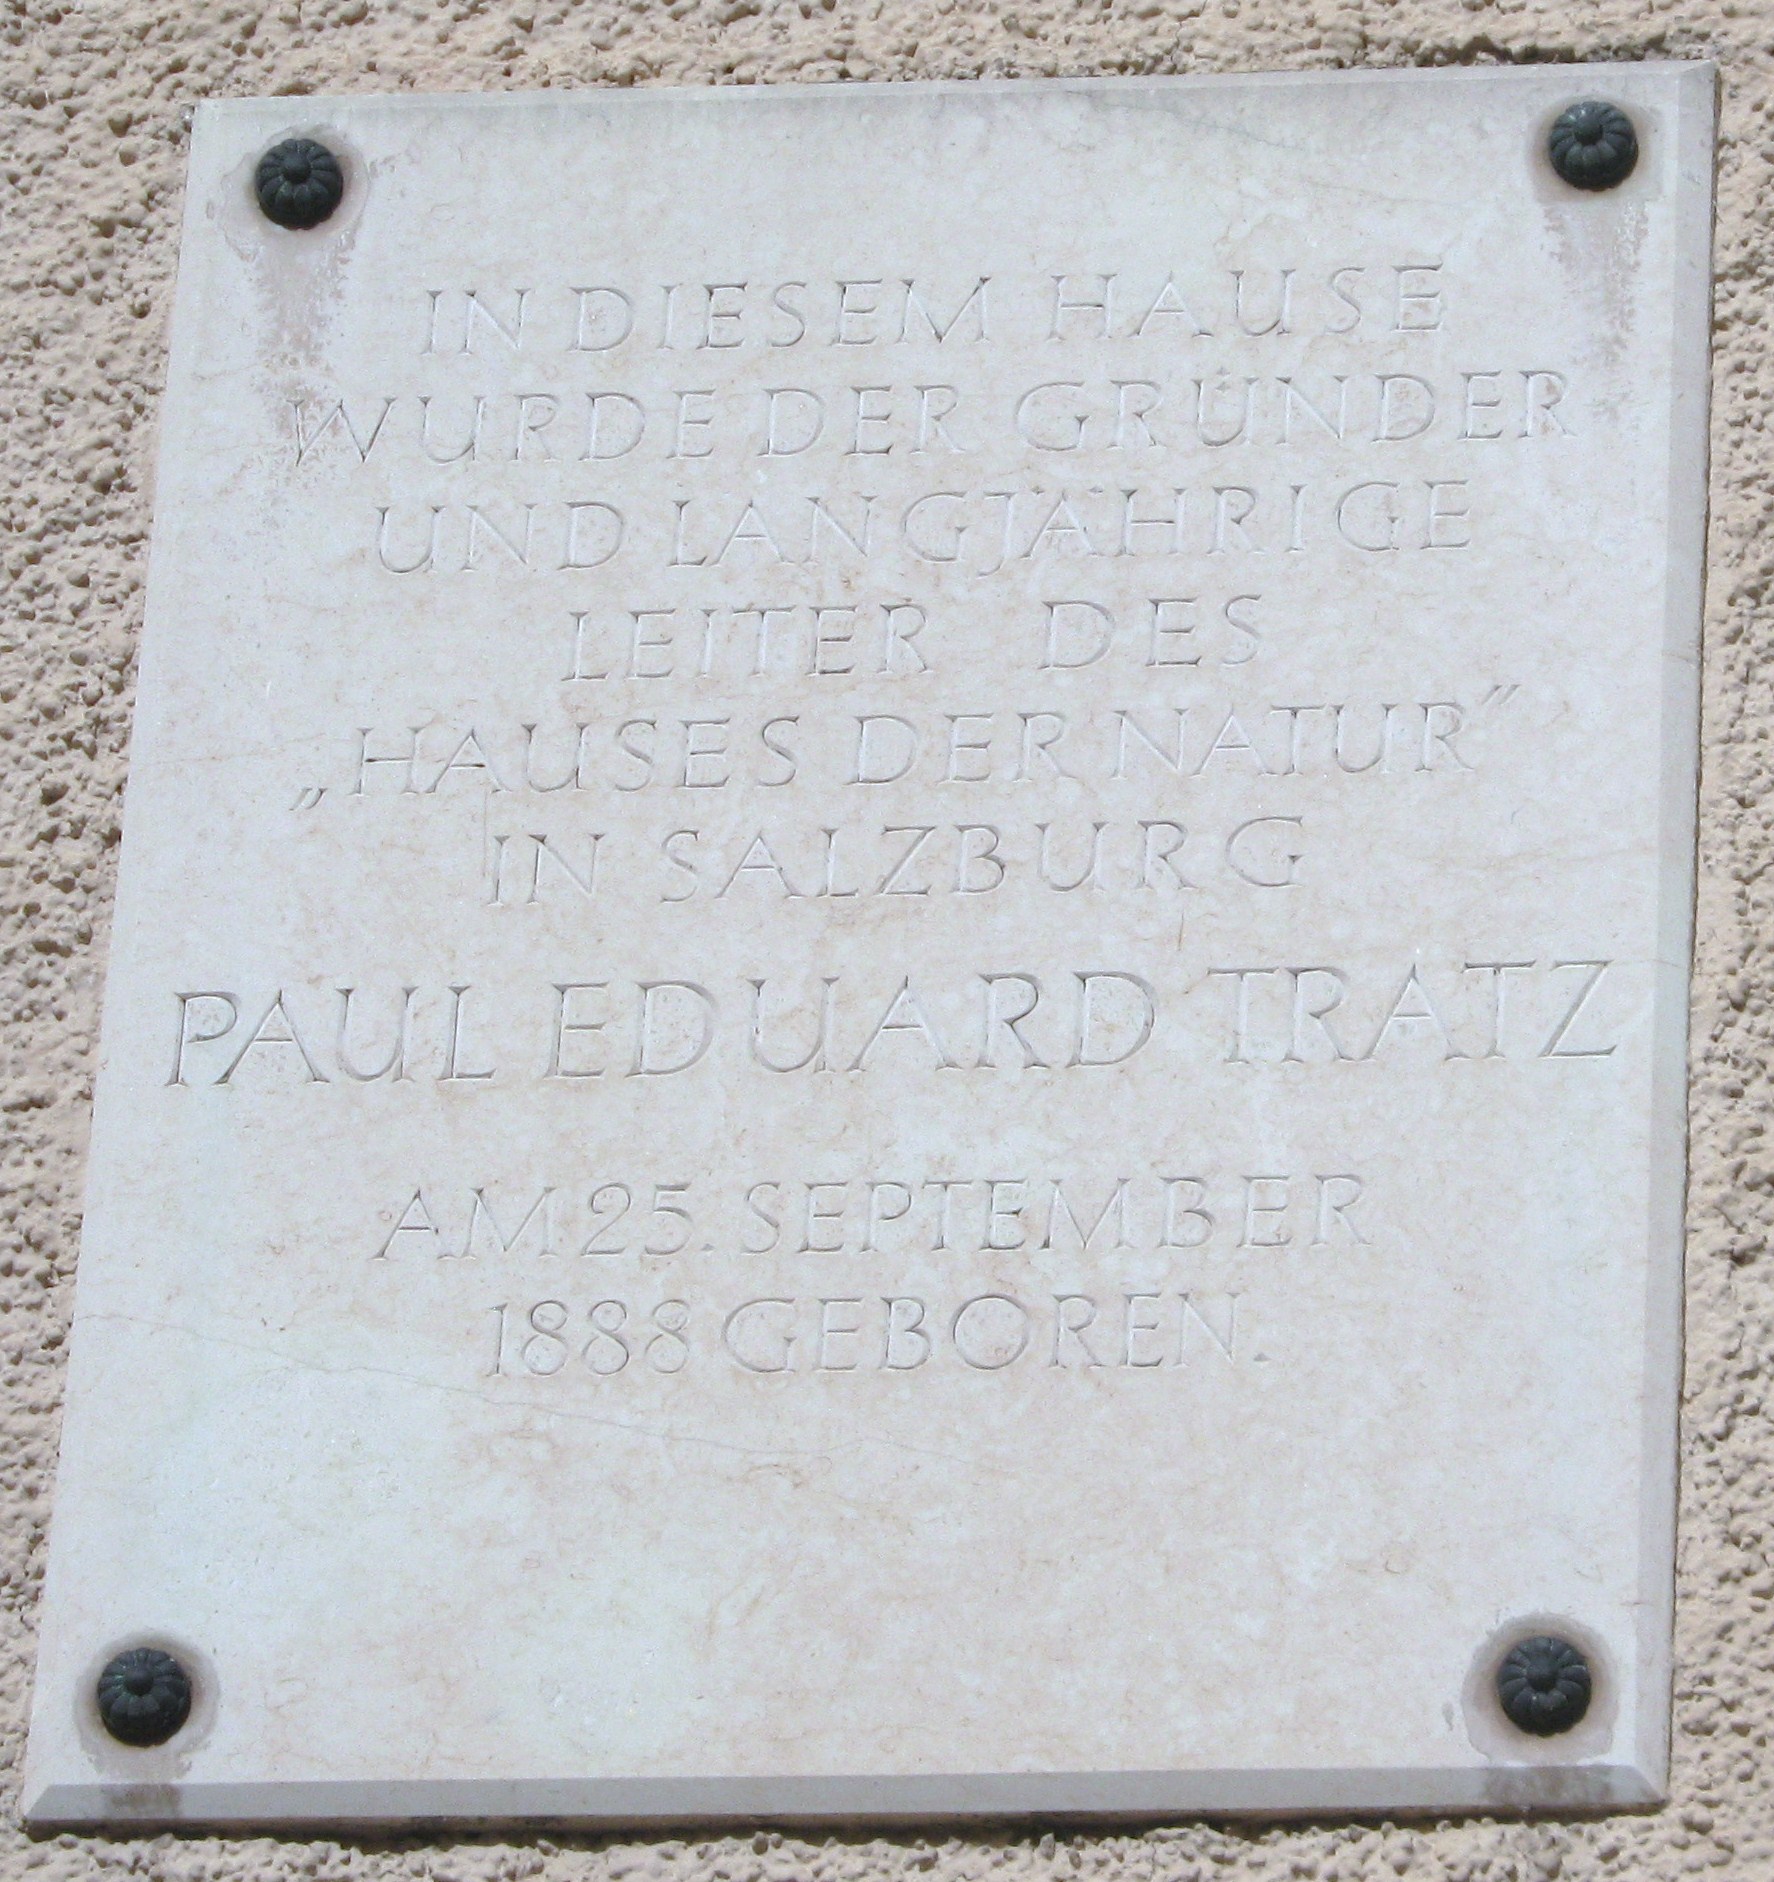 IN DIESEM HAUSE
WURDE DER GRÜNDER
UND LANGJÄHRIGE
LEITER DES
„HAUSES DER NATUR”
IN SALZBURG
PAUL EDUARD TRATZ
AM 25. SEPTEMBER
1888 GEBOREN.